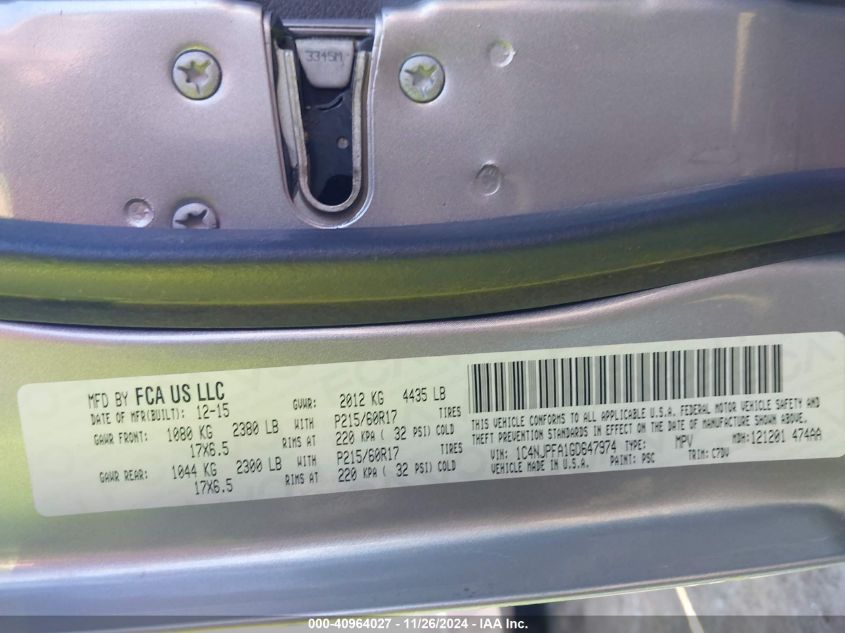 3345M
MFD BY FCA US LLC
DATE OF MFR(BUILT): 12-15 GVWR: 2012 KG 4435 LB
GAWR FRONT: 1080 KG 2380 LB WITH P215/60R17 TIRES
17X6.5 RIMS AT 220 KPA ( 32 PSI) COLD
GAWR REAR: 1044 KG 2300 LB WITH P215/60R17 TIRES
17X6.5 RIMS AT 220 KPA ( 32 PSI) COLD
THIS VEHICLE CONFORMS TO ALL APPLICABLE U.S.A. FEDERAL MOTOR VEHICLE SAFETY AND
THEFT PREVENTION STANDARDS IN EFFECT ON THE DATE OF MANUFACTURE SHOWN ABOVE.
VIN: 1C4NJPFA1GD647974 TYPE: MPV MDH: 121201 474AA
VEHICLE MADE IN U.S.A. PAINT: PSC TRIM: C7DV
000-40964027 - 11/26/2024 - IAA Inc.